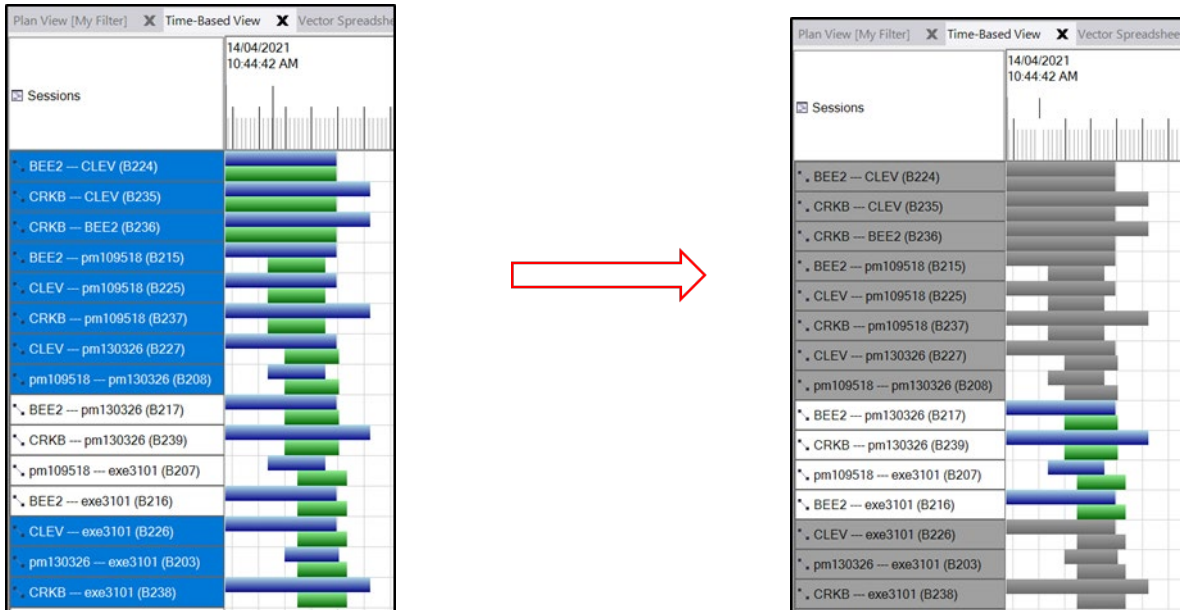 Plan View [My Filter] X Time-Based View X Vector Spreadshe
14/04/2021
10:44:42 AM
Sessions
BEE2 --- CLEV (B224)
CRKB --- CLEV (B235)
CRKB --- BEE2 (B236)
BEE2 --- pm109518 (B215)
CLEV --- pm109518 (B225)
CRKB --- pm109518 (B237)
CLEV --- pm130326 (B227)
pm109518 --- pm130326 (B208)
BEE2 --- pm130326 (B217)
CRKB --- pm130326 (B239)
pm109518 --- exe3101 (B207)
BEE2 --- exe3101 (B216)
CLEV --- exe3101 (B226)
pm130326 --- exe3101 (B203)
CRKB --- exe3101 (B238)
Plan View [My Filter] X Time-Based View X Vector Spreadshee
14/04/2021
10:44:42 AM
Sessions
BEE2 --- CLEV (B224)
CRKB --- CLEV (B235)
CRKB --- BEE2 (B236)
BEE2 --- pm109518 (B215)
CLEV --- pm109518 (B225)
CRKB --- pm109518 (B237)
CLEV --- pm130326 (B227)
pm109518 --- pm130326 (B208)
BEE2 --- pm130326 (B217)
CRKB --- pm130326 (B239)
pm109518 --- exe3101 (B207)
BEE2 --- exe3101 (B216)
CLEV --- exe3101 (B226)
pm130326 --- exe3101 (B203)
CRKB --- exe3101 (B238)